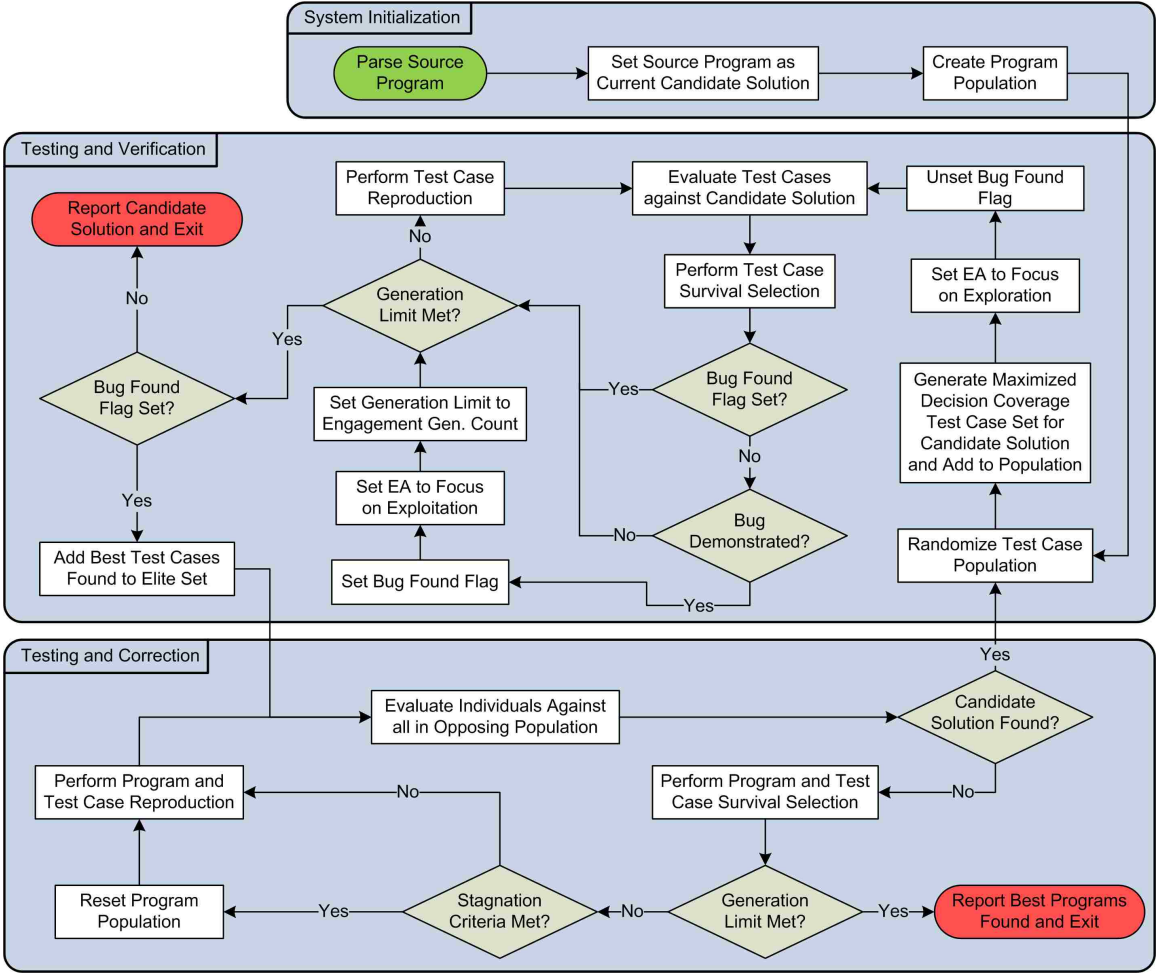 System Initialization
Parse Source
Program
Set Source Program as
Current Candidate Solution
Create Program
Population
Testing and Verification
Report Candidate
Solution and Exit
Perform Test Case
Reproduction
Evaluate Test Cases
against Candidate Solution
Unset Bug Found
Flag
No
No
Generation
Limit Met?
Perform Test Case
Survival Selection
Set EA to Focus
on Exploration
Yes
Bug Found
Flag Set?
Set Generation Limit to
Engagement Gen. Count
Yes
Bug Found
Flag Set?
Generate Maximized
Decision Coverage
Test Case Set for
Candidate Solution
and Add to Population
No
Yes
Set EA to Focus
on Exploitation
No
Bug
Demonstrated?
Add Best Test Cases
Found to Elite Set
Set Bug Found Flag
Yes
Randomize Test Case
Population
Testing and Correction
Yes
Evaluate Individuals Against
all in Opposing Population
Candidate
Solution Found?
Perform Program and
Test Case Reproduction
No
Perform Program and Test
Case Survival Selection
No
Reset Program
Population
Yes
Stagnation
Criteria Met?
No
Generation
Limit Met?
Yes
Report Best Programs
Found and Exit